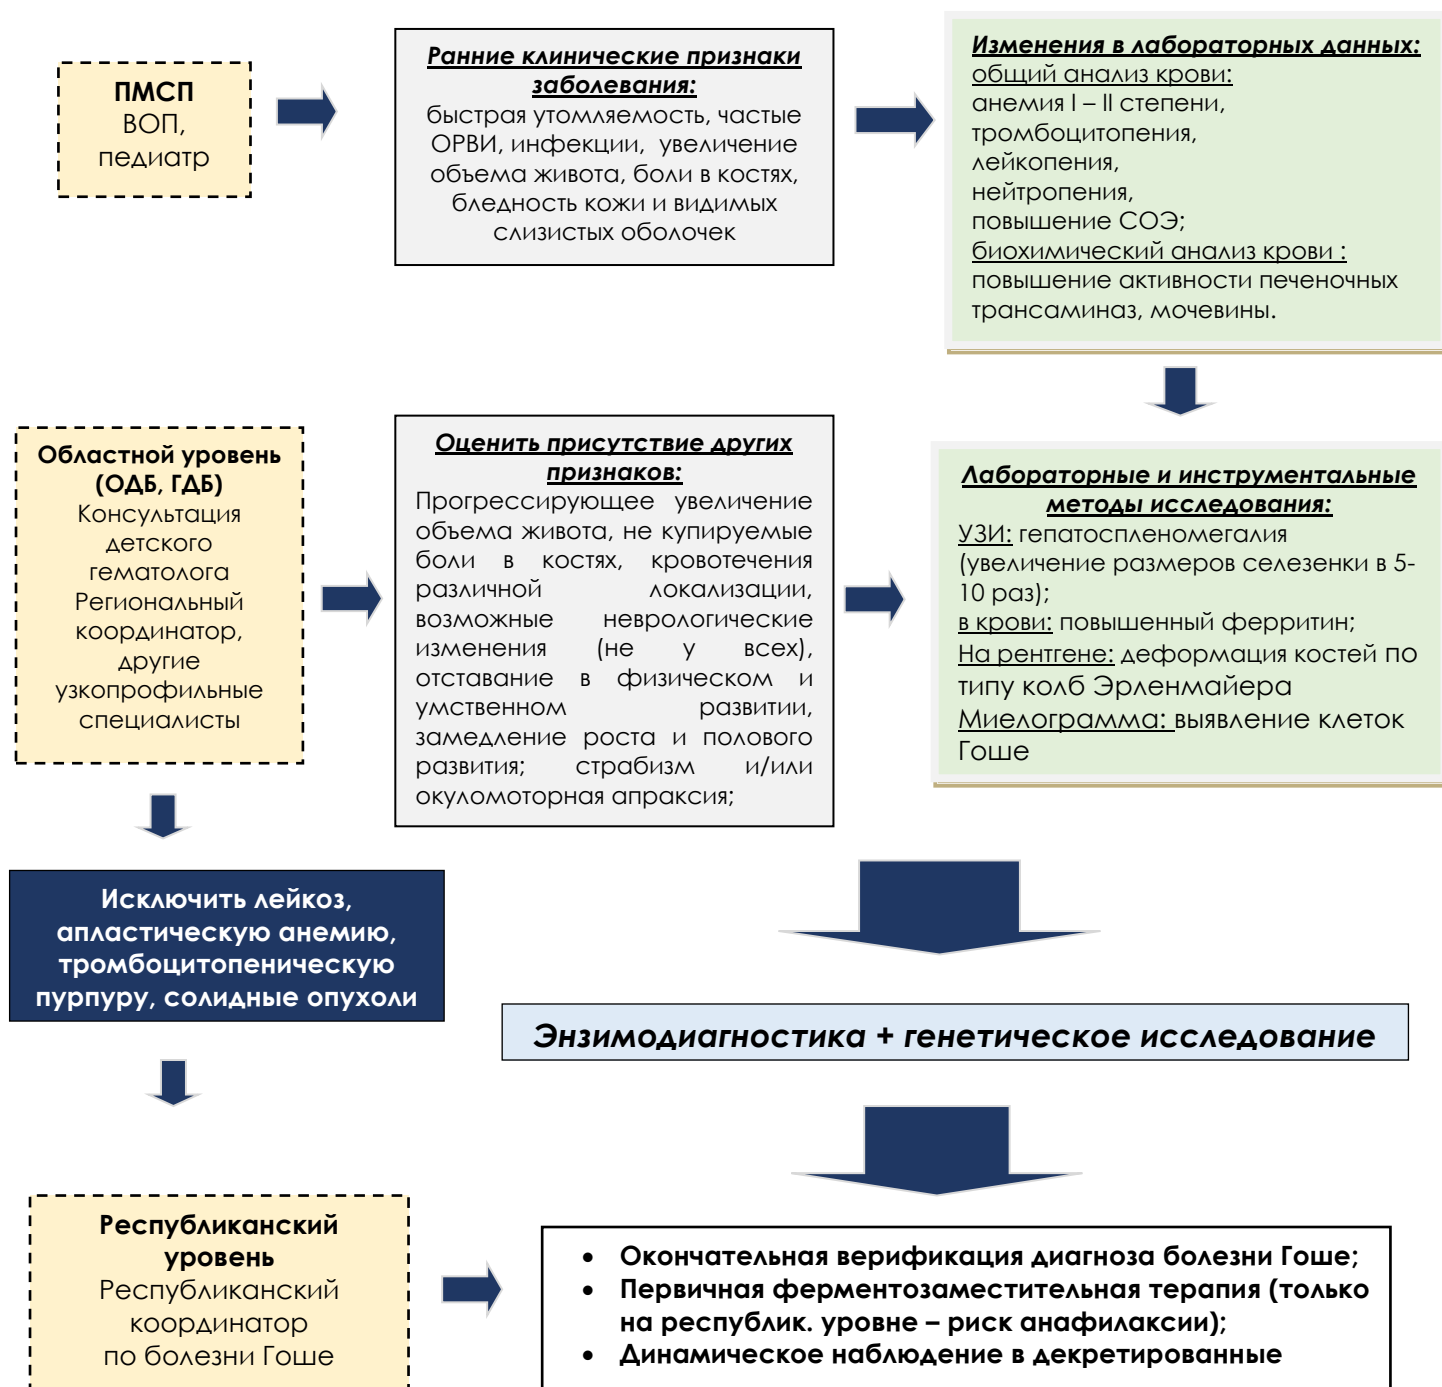 ПМСП
ВОП,
педиатр
Ранние клинические признаки
заболевания:
быстрая утомляемость, частые
ОРВИ, инфекции, увеличение
объема живота, боли в костях,
бледность кожи и видимых
слизистых оболочек
Изменения в лабораторных данных:
общий анализ крови:
анемия I – II степени,
тромбоцитопения,
лейкопения,
нейтропения,
повышение СОЭ;
биохимический анализ крови :
повышение активности печеночных
трансаминаз, мочевины.
Областной уровень
(ОДБ, ГДБ)
Консультация
детского
гематолога
Региональный
координатор,
другие
узкопрофильные
специалисты
Оценить присутствие других
признаков:
Прогрессирующее увеличение
объема живота, не купируемые
боли в костях, кровотечения
различной локализации,
возможные неврологические
изменения (не у всех),
отставание в физическом и
умственном развитии,
замедление роста и полового
развития; страбизм и/или
окуломоторная апраксия;
Лабораторные и инструментальные
методы исследования:
УЗИ: гепатоспленомегалия
(увеличение размеров селезенки в 5-
10 раз);
в крови: повышенный ферритин;
На рентгене: деформация костей по
типу колб Эрленмайера
Миелограмма: выявление клеток
Гоше
Исключить лейкоз,
апластическую анемию,
тромбоцитопеническую
пурпуру, солидные опухоли
Энзимодиагностика + генетическое исследование
Республиканский
уровень
Республиканский
координатор
по болезни Гоше
• Окончательная верификация диагноза болезни Гоше;
• Первичная ферментозаместительная терапия (только
на республик. уровне – риск анафилаксии);
• Динамическое наблюдение в декретированные